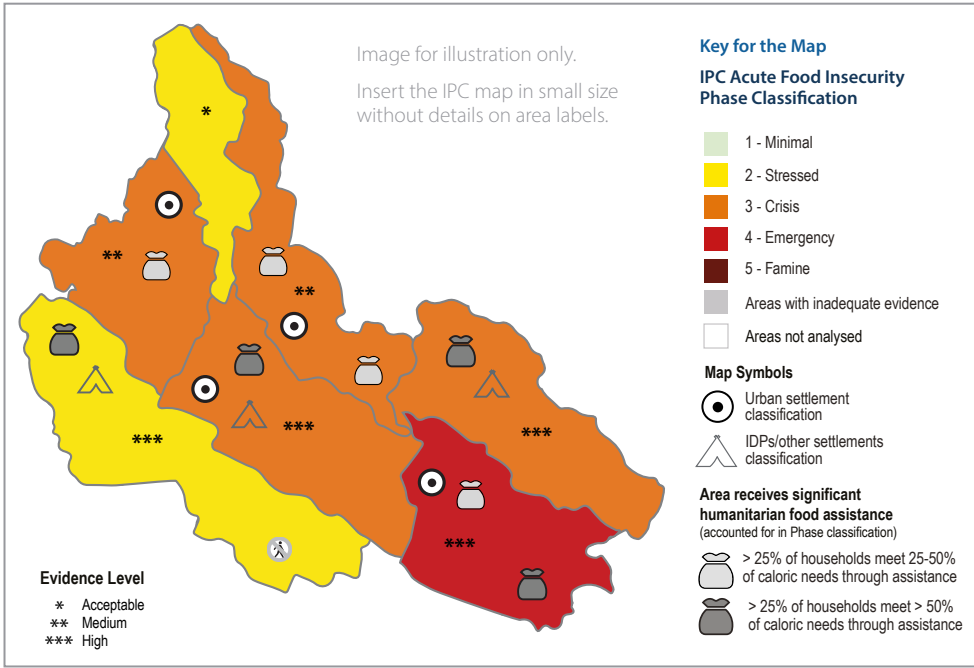 Image for illustration only.
Insert the IPC map in small size
without details on area labels.
*
**
**
***
***
***
***
Evidence Level
* Acceptable
** Medium
*** High
Key for the Map
IPC Acute Food Insecurity
Phase Classification
1 - Minimal
2 - Stressed
3 - Crisis
4 - Emergency
5 - Famine
Areas with inadequate evidence
Areas not analysed
Map Symbols
Urban settlement
classification
IDPs/other settlements
classification
Area receives significant
humanitarian food assistance
(accounted for in Phase classification)
> 25% of households meet 25-50%
of caloric needs through assistance
> 25% of households meet > 50%
of caloric needs through assistance